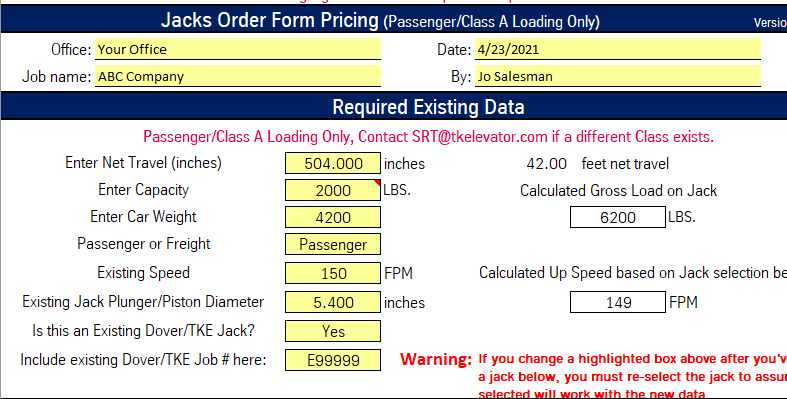 Jacks Order Form Pricing (Passenger/Class A Loading Only) Versio
Office: Your Office Date: 4/23/2021
Job name: ABC Company By: Jo Salesman
Required Existing Data
Passenger/Class A Loading Only, Contact SRT@tkelevator.com if a different Class exists.
Enter Net Travel (inches) 504.000 inches 42.00 feet net travel
Enter Capacity 2000 LBS. Calculated Gross Load on Jack
Enter Car Weight 4200 6200 LBS.
Passenger or Freight Passenger
Existing Speed 150 FPM Calculated Up Speed based on Jack selection be
Existing Jack Plunger/Piston Diameter 5.400 inches 149 FPM
Is this an Existing Dover/TKE Jack? Yes
Include existing Dover/TKE Job # here: E99999 Warning: If you change a highlighted box above after you'v
a jack below, you must re-select the jack to assu
selected will work with the new data